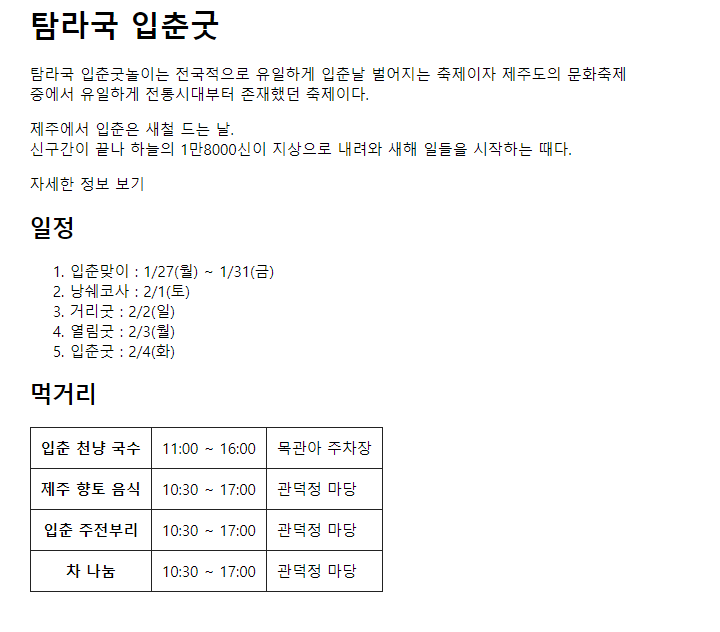 탐라국 입춘굿
탐라국 입춘굿놀이는 전국적으로 유일하게 입춘날 벌어지는 축제이자 제주도의 문화축제
중에서 유일하게 전통시대부터 존재했던 축제이다.
제주에서 입춘은 새철 드는 날.
신구간이 끝나 하늘의 1만8000신이 지상으로 내려와 새해 일들을 시작하는 때다.
자세한 정보 보기
일정
1. 입춘맞이 : 1/27(월) ~ 1/31(금)
2. 낭쉐코사 : 2/1(토)
3. 거리굿 : 2/2(일)
4. 열림굿 : 2/3(월)
5. 입춘굿 : 2/4(화)
먹거리
입춘 천냥 국수 11:00 ~ 16:00 목관아 주차장
제주 향토 음식 10:30 ~ 17:00 관덕정 마당
입춘 주전부리 10:30 ~ 17:00 관덕정 마당
차 나눔 10:30 ~ 17:00 관덕정 마당